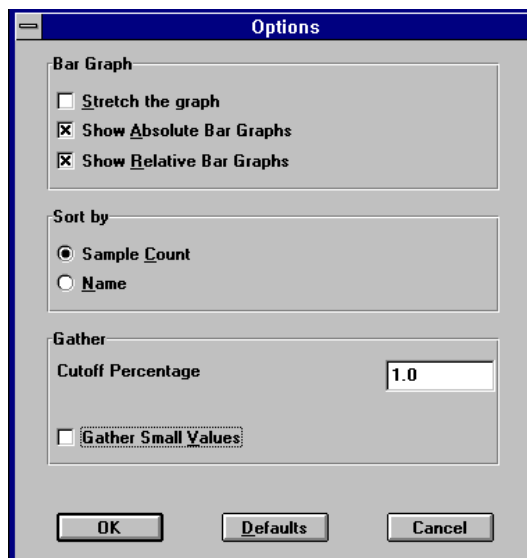 Options
Bar Graph
Stretch the graph
Show Absolute Bar Graphs
Show Relative Bar Graphs
Sort by
Sample Count
Name
Gather
Cutoff Percentage 1.0
Gather Small Values
OK Defaults Cancel